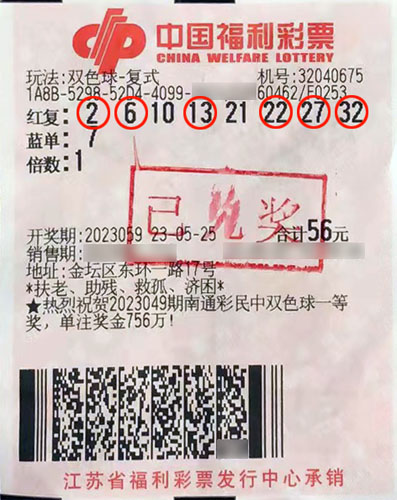 中国福利彩票
CHINA WELFARE LOTTERY
玩法:双色球-复式 机号:32040675
1A8B-529B-52D4-4099- 60462/E0253
红复: 2 6 10 13 21 22 27 32
蓝单: 7
倍数:1
已兑奖
开奖期:2023059 23-05-25 合计56元
销售期:
地址:金坛区东环一路17号
*扶老、助残、救孤、济困*
★热烈祝贺2023049期南通彩民中双色球一等
奖,单注奖金756万!
江苏省福利彩票发行中心承销